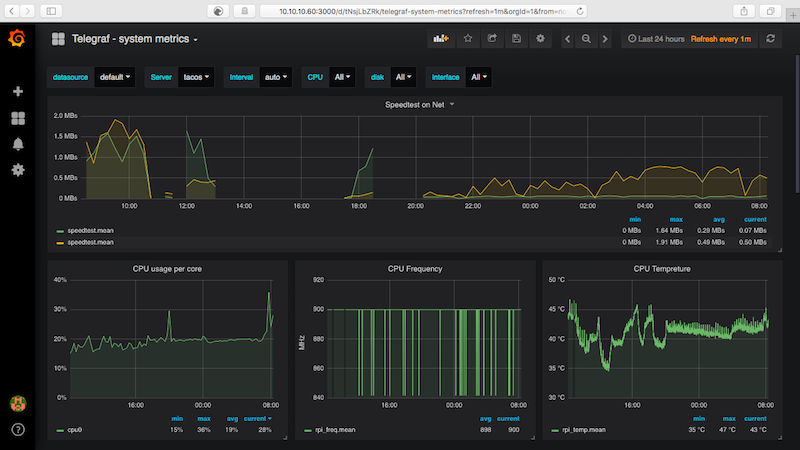 10.10.10.60:3000/d/tNsjLbZRk/telegraf-system-metrics?refresh=1m&orgId=1&from=no
Telegraf - system metrics
Last 24 hours Refresh every 1m
datasource default Server tacos Interval auto CPU All disk All interface All
Speedtest on Net
2.0 MBs
1.5 MBs
1.0 MBs
0.5 MBs
0 MBs
10:00 12:00 14:00 16:00 18:00 20:00 22:00 00:00 02:00 04:00 06:00 08:00
min max avg current
speedtest.mean 0 MBs 1.64 MBs 0.29 MBs 0.07 MBs
speedtest.mean 0 MBs 1.91 MBs 0.49 MBs 0.50 MBs
CPU usage per core
40%
30%
20%
10%
0%
16:00 00:00 08:00
min max avg current
cpu0 15% 36% 19% 28%
CPU Frequency
920
900
880
860
840
MHz
16:00 00:00 08:00
avg current
rpi_freq.mean 898 900
CPU Tempreture
50 °C
45 °C
40 °C
35 °C
30 °C
16:00 00:00 08:00
min max current
rpi_temp.mean 35 °C 47 °C 43 °C